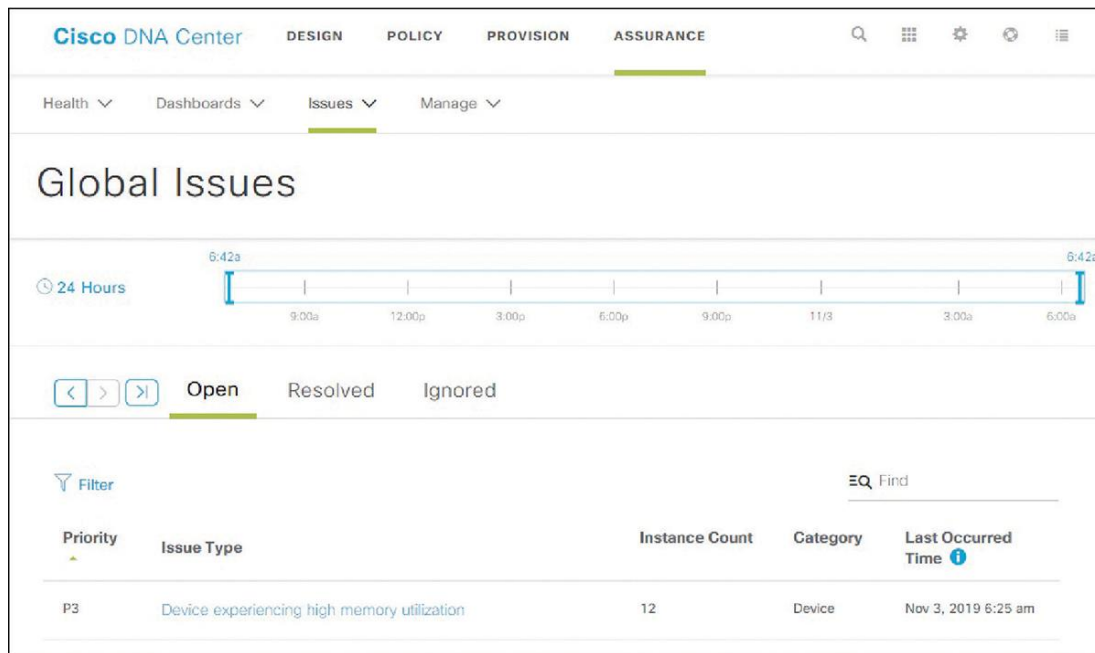 Cisco DNA Center DESIGN POLICY PROVISION ASSURANCE
Health Dashboards Issues Manage
Global Issues
6:42a 6:42a
24 Hours
9:00a 12:00p 3:00p 6:00p 9:00p 11/3 3:00a 6:00a
Open Resolved Ignored
Filter Find
Priority Issue Type Instance Count Category Last Occurred
Time
P3 Device experiencing high memory utilization 12 Device Nov 3, 2019 6:25 am